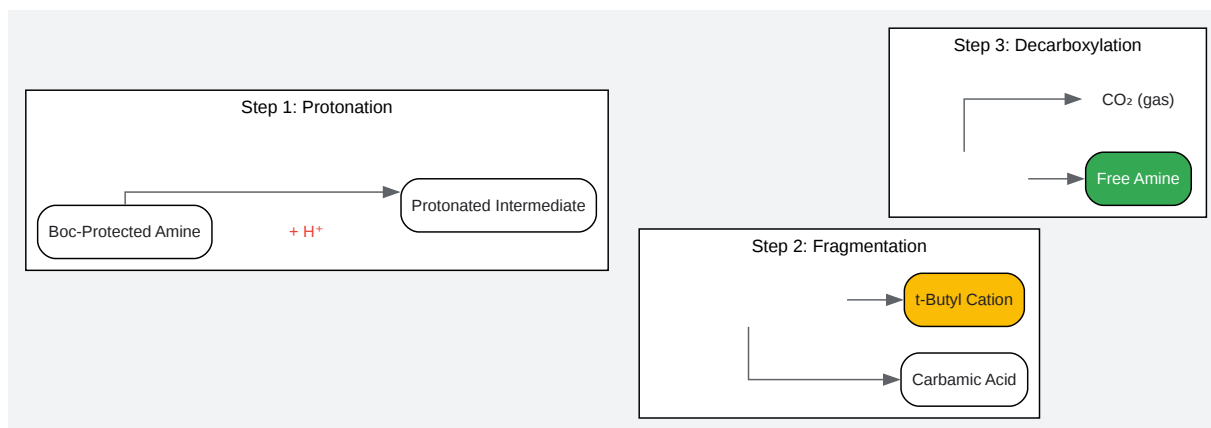 Step 1: Protonation
Boc-Protected Amine
+ H⁺
Protonated Intermediate
Step 2: Fragmentation
t-Butyl Cation
Carbamic Acid
Step 3: Decarboxylation
CO₂ (gas)
Free Amine